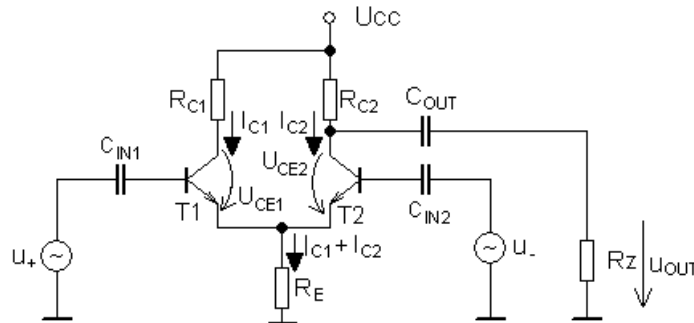 Ucc
RC1
IC1
IC2
RC2
COUT
CIN1
UCE2
UCE1
T1
T2
CIN2
IC1 + IC2
u+
~
RE
~
u-
Rz
uOUT